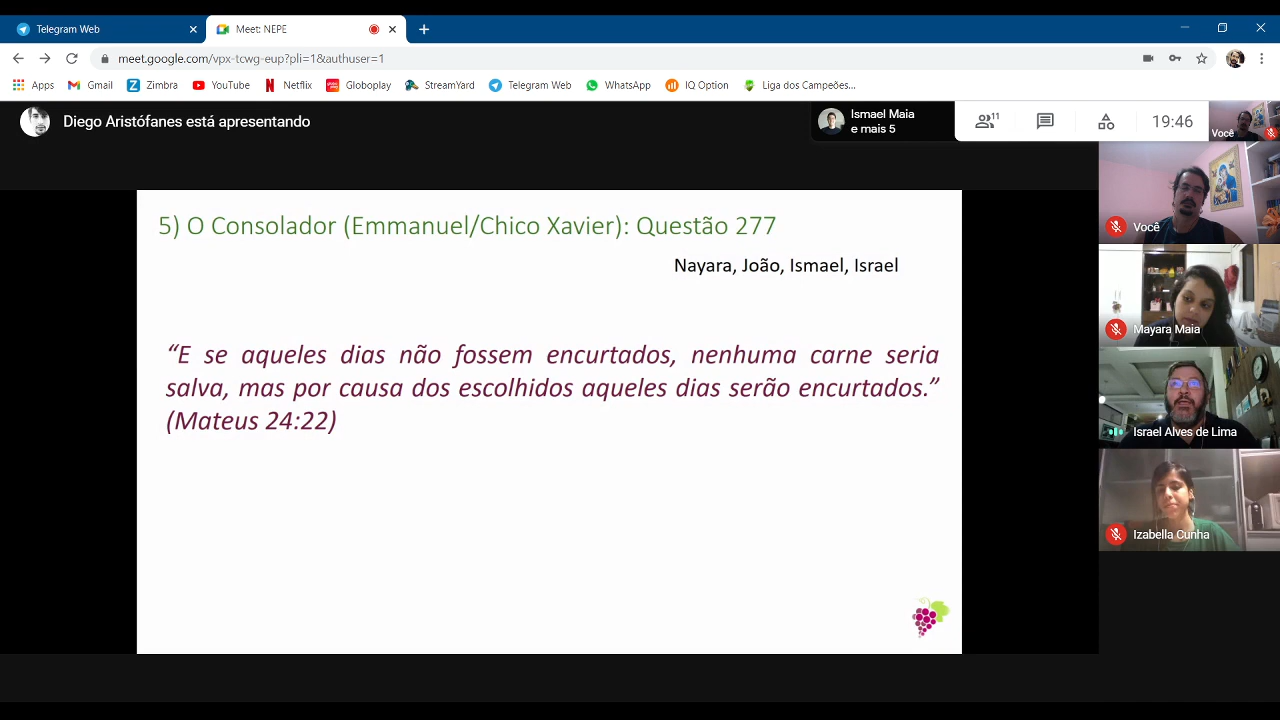 Telegram Web
Meet: NEPE
meet.google.com/vpx-tcwg-eup?pli=1&authuser=1
Apps
Gmail
Zimbra
YouTube
Netflix
Globoplay
StreamYard
Telegram Web
WhatsApp
IQ Option
Liga dos Campeões...
Diego Aristófanes está apresentando
Ismael Maia
e mais 5
11
19:46
Você
5) O Consolador (Emmanuel/Chico Xavier): Questão 277
Nayara, João, Ismael, Israel
“E se aqueles dias não fossem encurtados, nenhuma carne seria
salva, mas por causa dos escolhidos aqueles dias serão encurtados.”
(Mateus 24:22)
Você
Mayara Maia
Israel Alves de Lima
Izabella Cunha